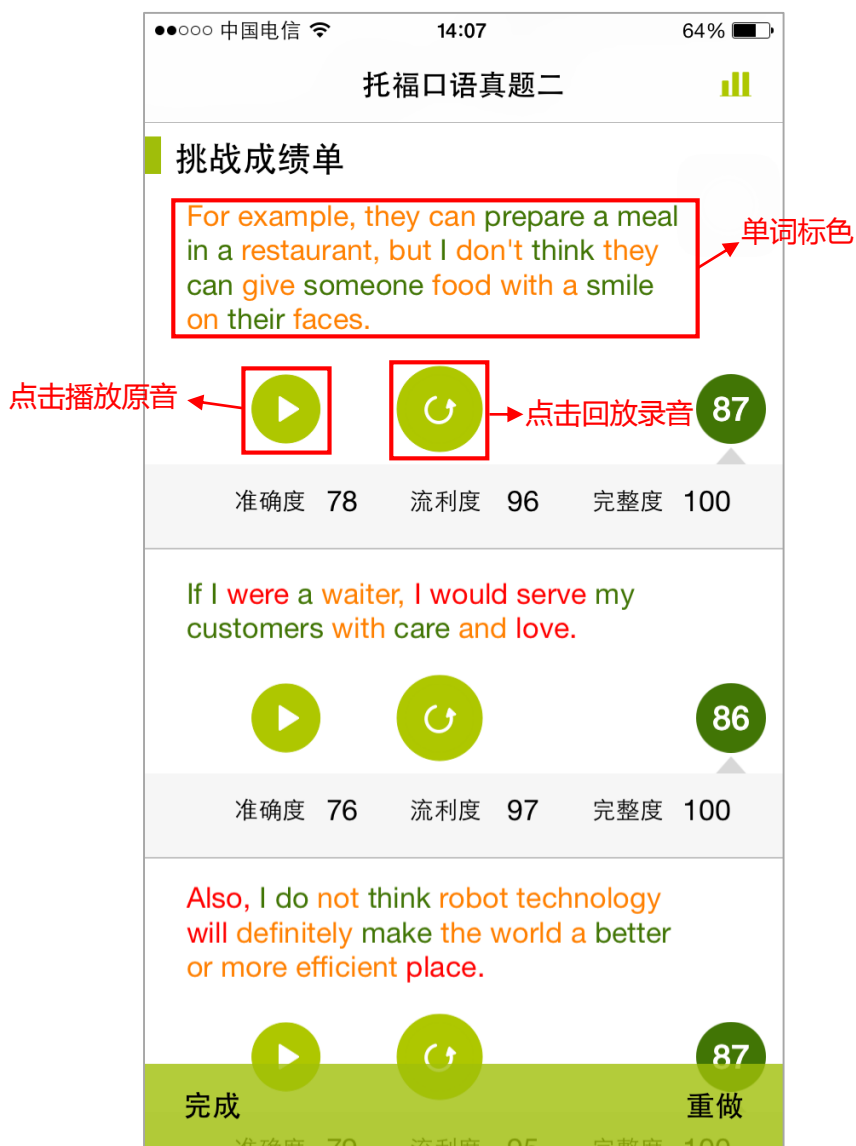 中国电信 14:07 64%
托福口语真题二
挑战成绩单
For example, they can prepare a meal
in a restaurant, but I don't think they
can give someone food with a smile
on their faces.
单词标色
点击播放原音
点击回放录音
87
准确度 78 流利度 96 完整度 100
If I were a waiter, I would serve my
customers with care and love.
86
准确度 76 流利度 97 完整度 100
Also, I do not think robot technology
will definitely make the world a better
or more efficient place.
87
完成 重做